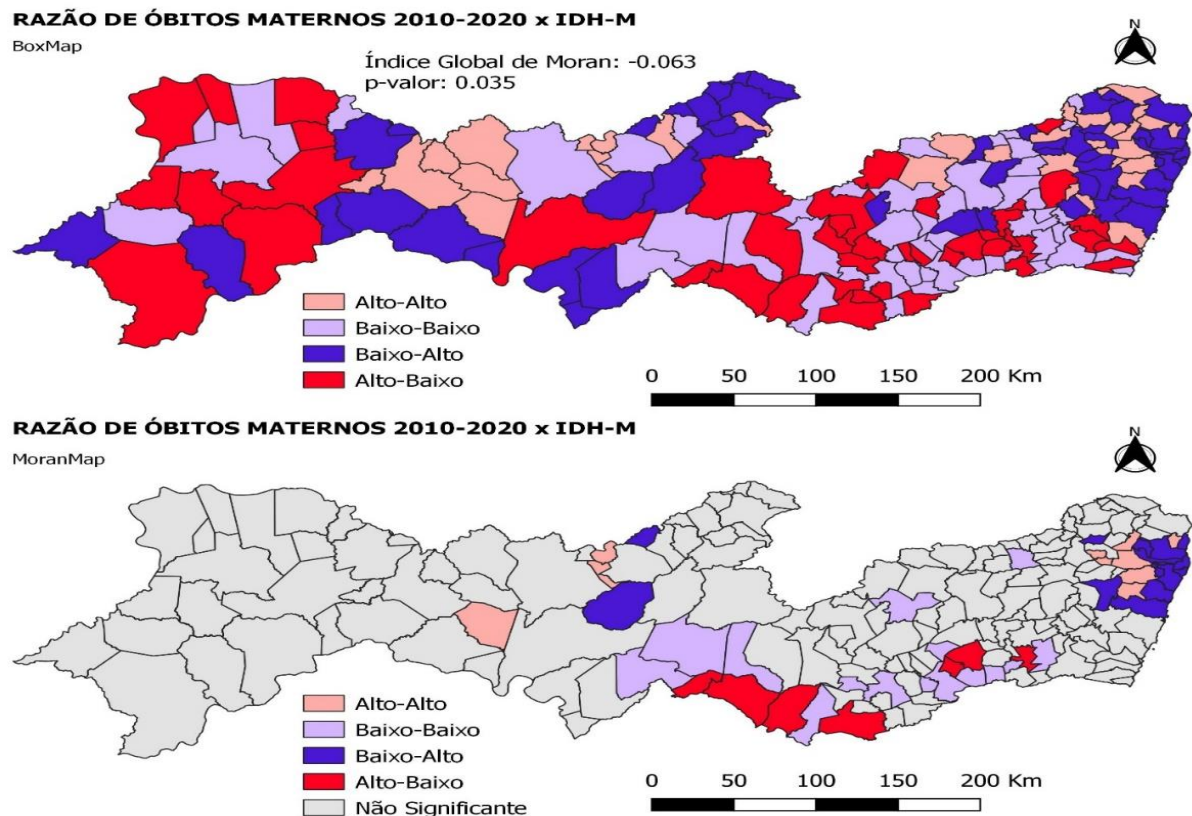 RAZÃO DE ÓBITOS MATERNOS 2010-2020 x IDH-M
BoxMap
N
Índice Global de Moran: -0.063
p-valor: 0.035
Alto-Alto
Baixo-Baixo
Baixo-Alto
Alto-Baixo
0 50 100 150 200 Km
RAZÃO DE ÓBITOS MATERNOS 2010-2020 x IDH-M
MoranMap
N
Alto-Alto
Baixo-Baixo
Baixo-Alto
Alto-Baixo
Não Significante
0 50 100 150 200 Km